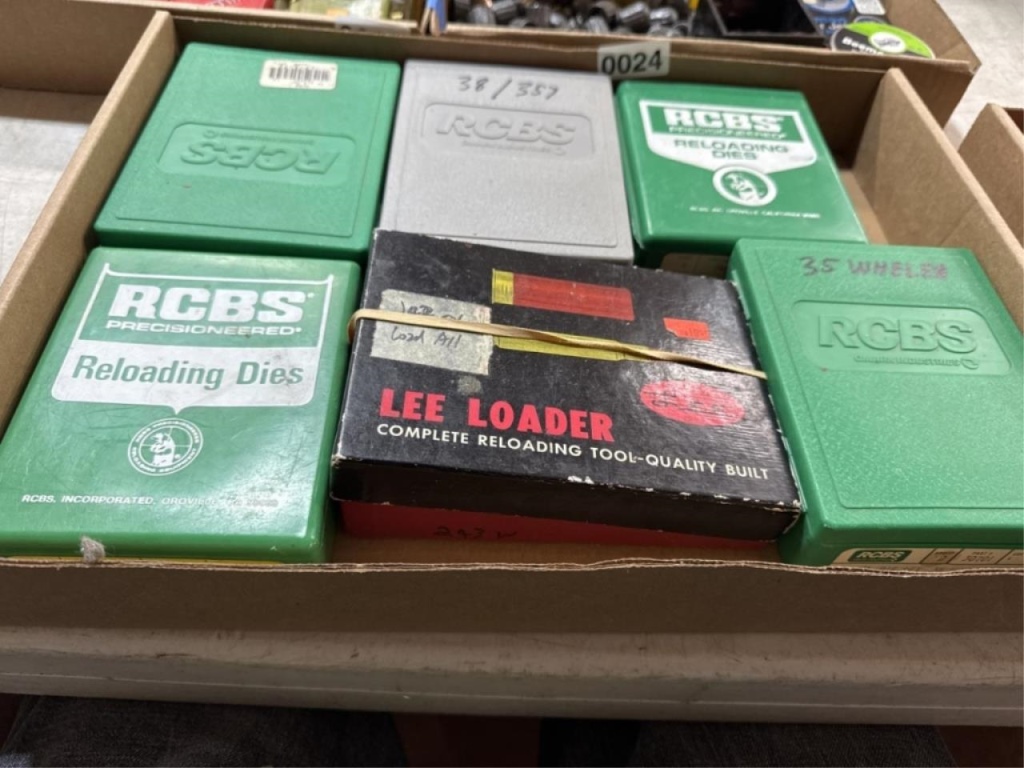 0024
RCBS
38/357
RCBS
RCBS
PRECISIONEERED
RELOADING
DIES
RCBS
PRECISIONEERED
Reloading Dies
RCBS, INCORPORATED,
Load All
LEE LOADER
COMPLETE RELOADING TOOL-QUALITY BUILT
243
35 WHELEN
RCBS
RCBS